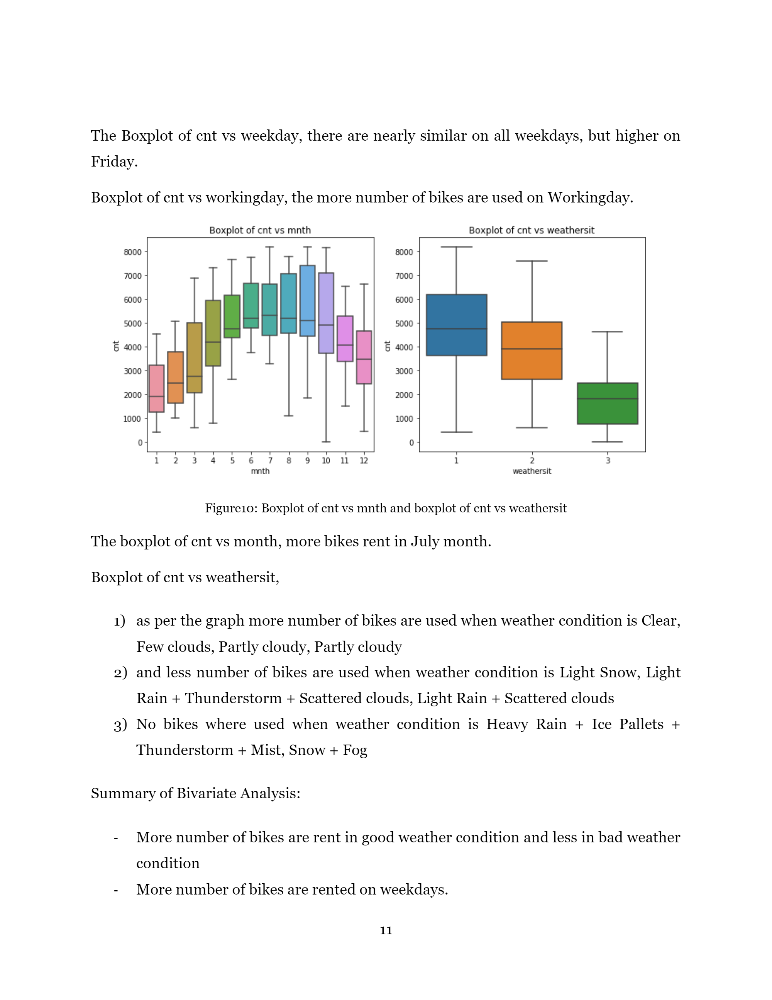 The Boxplot of cnt vs weekday, there are nearly similar on all weekdays, but higher on
Friday.
Boxplot of cnt vs workingday, the more number of bikes are used on Workingday.
Boxplot of cnt vs mnth
8000
7000
6000
5000
4000
3000
2000
1000
0
cnt
1 2 3 4 5 6 7 8 9 10 11 12
mnth
Boxplot of cnt vs weathersit
8000
7000
6000
5000
4000
3000
2000
1000
0
cnt
1 2 3
weathersit
Figure10: Boxplot of cnt vs mnth and boxplot of cnt vs weathersit
The boxplot of cnt vs month, more bikes rent in July month.
Boxplot of cnt vs weathersit,
1) as per the graph more number of bikes are used when weather condition is Clear,
Few clouds, Partly cloudy, Partly cloudy
2) and less number of bikes are used when weather condition is Light Snow, Light
Rain + Thunderstorm + Scattered clouds, Light Rain + Scattered clouds
3) No bikes where used when weather condition is Heavy Rain + Ice Pallets +
Thunderstorm + Mist, Snow + Fog
Summary of Bivariate Analysis:
- More number of bikes are rent in good weather condition and less in bad weather
condition
- More number of bikes are rented on weekdays.
11